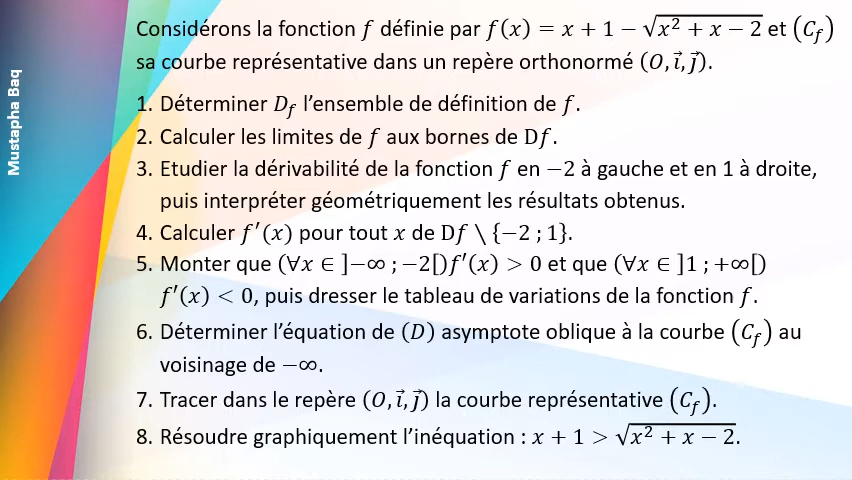 Mustapha Baq
Considérons la fonction f définie par f(x) = x + 1 − √(x² + x − 2) et (C_f)
sa courbe représentative dans un repère orthonormé (O, i⃗, j⃗).
1. Déterminer D_f l’ensemble de définition de f.
2. Calculer les limites de f aux bornes de Df.
3. Etudier la dérivabilité de la fonction f en −2 à gauche et en 1 à droite,
puis interpréter géométriquement les résultats obtenus.
4. Calculer f′(x) pour tout x de Df \ {−2 ; 1}.
5. Monter que (∀x ∈ ]−∞ ; −2[)f′(x) > 0 et que (∀x ∈ ]1 ; +∞[)
f′(x) < 0, puis dresser le tableau de variations de la fonction f.
6. Déterminer l’équation de (D) asymptote oblique à la courbe (C_f) au
voisinage de −∞.
7. Tracer dans le repère (O, i⃗, j⃗) la courbe représentative (C_f).
8. Résoudre graphiquement l’inéquation : x + 1 > √(x² + x − 2).